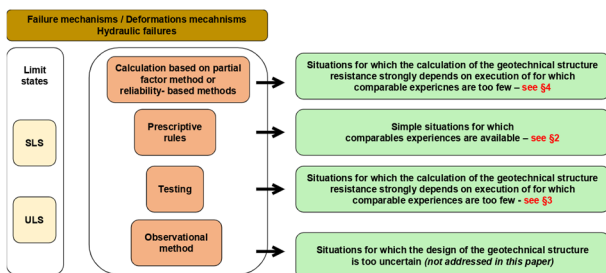 Failure mechanisms / Deformations mecahnisms
Hydraulic failures
Limit
states
SLS
ULS
Calculation based on partial
factor method or
reliability- based methods
Situations for which the calculation of the geotechnical structure
resistance strongly depends on execution of for which
comparable expericnes are too few – see §4
Prescriptive
rules
Simple situations for which
comparables experiences are available – see §2
Testing
Situations for which the calculation of the geotechnical structure
resistance strongly depends on execution of for which
comparable experiences are too few - see §3
Observational
method
Situations for which the design of the geotechnical structure
is too uncertain (not addressed in this paper)